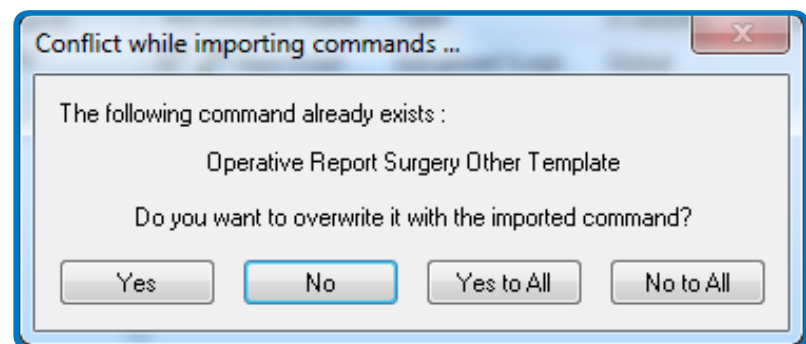 Conflict while importing commands ...
The following command already exists :
Operative Report Surgery Other Template
Do you want to overwrite it with the imported command?
Yes No Yes to All No to All